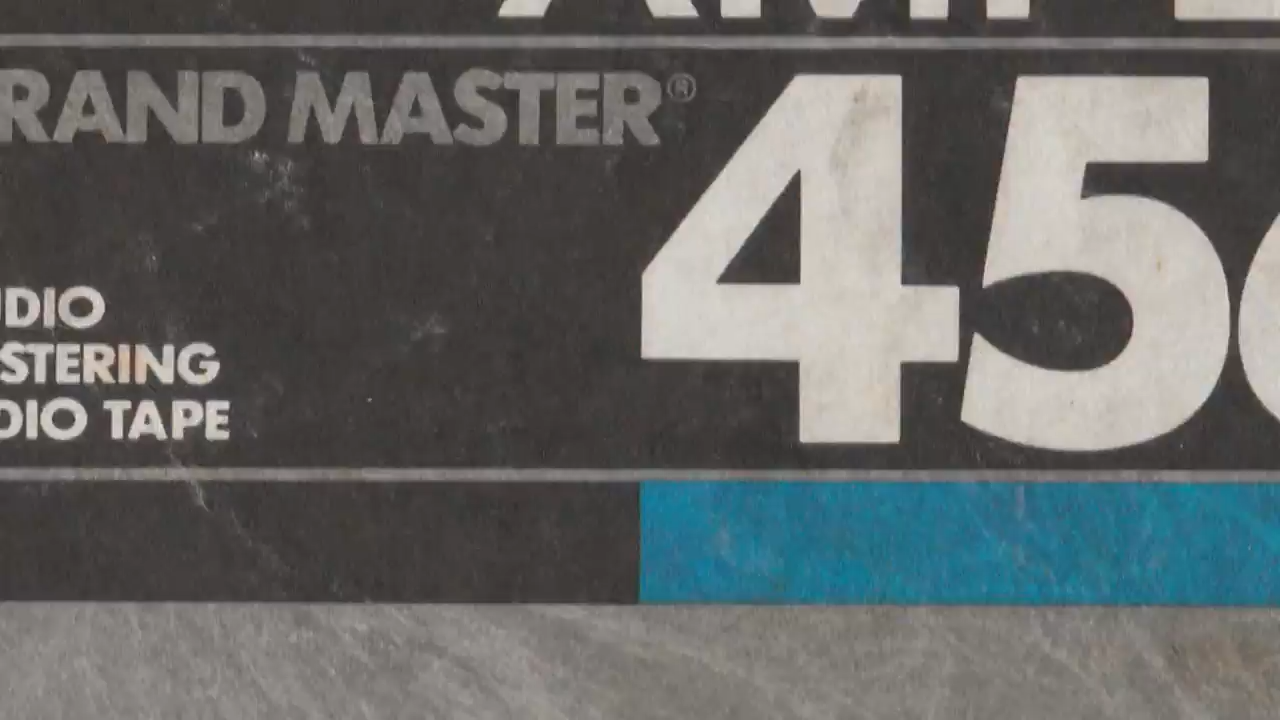 RAND MASTER®
45
DIO
STERING
DIO TAPE